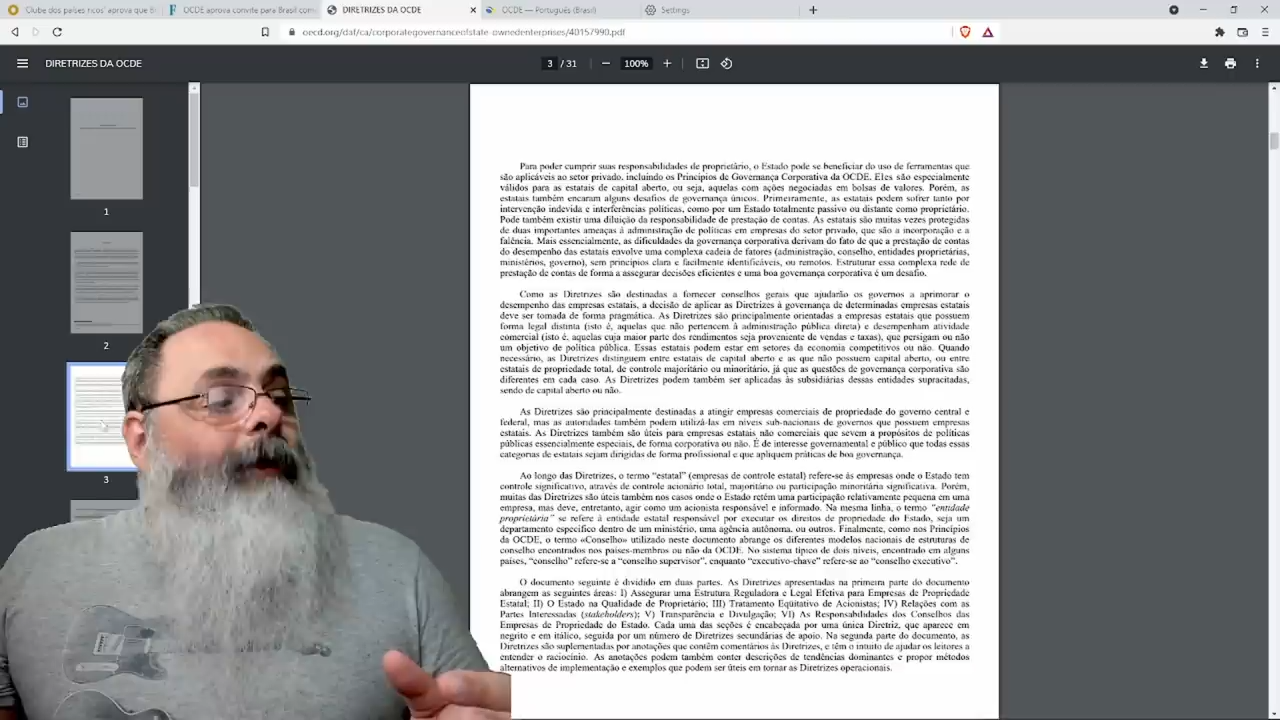 Clube dos países ricos' aprova que B
OCDE aprova convite para Brasil com
DIRETRIZES DA OCDE
OCDE — Português (Brasil)
Settings
oecd.org/daf/ca/corporategovernanceofstate-ownedenterprises/40157990.pdf
DIRETRIZES DA OCDE
3 / 31
100%
1
2
3
Para poder cumprir suas responsabilidades de proprietário, o Estado pode se beneficiar do uso de ferramentas que
são aplicáveis ao setor privado, incluindo os Princípios de Governança Corporativa da OCDE. Eles são especialmente
válidos para as estatais de capital aberto, ou seja, aquelas com ações negociadas em bolsas de valores. Porém, as
estatais também encaram alguns desafios de governança únicos. Primeiramente, as estatais podem sofrer tanto por
intervenção indevida e interferências políticas, como por um Estado totalmente passivo ou distante como proprietário.
Pode também existir uma diluição da responsabilidade de prestação de contas. As estatais são muitas vezes protegidas
de duas importantes ameaças à administração de políticas em empresas do setor privado, que são a incorporação e a
falência. Mais essencialmente, as dificuldades da governança corporativa derivam do fato de que a prestação de contas
do desempenho das estatais envolve uma complexa cadeia de fatores (administração, conselho, entidades proprietárias,
ministérios, governo), sem princípios clara e facilmente identificáveis, ou remotos. Estruturar essa complexa rede de
prestação de contas de forma a assegurar decisões eficientes e uma boa governança corporativa é um desafio.
Como as Diretrizes são destinadas a fornecer conselhos gerais que ajudarão os governos a aprimorar o
desempenho das empresas estatais, a decisão de aplicar as Diretrizes à governança de determinadas empresas estatais
deve ser tomada de forma pragmática. As Diretrizes são principalmente orientadas a empresas estatais que possuem
forma legal distinta (isto é, aquelas que não pertencem à administração pública direta) e desempenham atividade
comercial (isto é, aquelas cuja maior parte dos rendimentos seja proveniente de vendas e taxas), que persigam ou não
um objetivo de política pública. Essas estatais podem estar em setores da economia competitivos ou não. Quando
necessário, as Diretrizes distinguem entre estatais de capital aberto e as que não possuem capital aberto, ou entre
estatais de propriedade total, de controle majoritário ou minoritário, já que as questões de governança corporativa são
diferentes em cada caso. As Diretrizes podem também ser aplicadas às subsidiárias dessas entidades supracitadas,
sendo de capital aberto ou não.
As Diretrizes são principalmente destinadas a atingir empresas comerciais de propriedade do governo central e
federal, mas as autoridades também podem utilizá-las em níveis sub-nacionais de governos que possuem empresas
estatais. As Diretrizes também são úteis para empresas estatais não comerciais que sevem a propósitos de políticas
públicas essencialmente especiais, de forma corporativa ou não. É de interesse governamental e público que todas essas
categorias de estatais sejam dirigidas de forma profissional e que apliquem práticas de boa governança.
Ao longo das Diretrizes, o termo “estatal” (empresas de controle estatal) refere-se às empresas onde o Estado tem
controle significativo, através de controle acionário total, majoritário ou participação minoritária significativa. Porém,
muitas das Diretrizes são úteis também nos casos onde o Estado retém uma participação relativamente pequena em uma
empresa, mas deve, entretanto, agir como um acionista responsável e informado. Na mesma linha, o termo “entidade
proprietária” se refere à entidade estatal responsável por executar os direitos de propriedade do Estado, seja um
departamento específico dentro de um ministério, uma agência autônoma, ou outros. Finalmente, como nos Princípios
da OCDE, o termo «Conselho» utilizado neste documento abrange os diferentes modelos nacionais de estruturas de
conselho encontrados nos países-membros ou não da OCDE. No sistema típico de dois níveis, encontrado em alguns
países, “conselho” refere-se a “conselho supervisor”, enquanto “executivo-chave” refere-se ao “conselho executivo”.
O documento seguinte é dividido em duas partes. As Diretrizes apresentadas na primeira parte do documento
abrangem as seguintes áreas: I) Assegurar uma Estrutura Reguladora e Legal Efetiva para Empresas de Propriedade
Estatal; II) O Estado na Qualidade de Proprietário; III) Tratamento Eqüitativo de Acionistas; IV) Relações com as
Partes Interessadas (stakeholders); V) Transparência e Divulgação; VI) As Responsabilidades dos Conselhos das
Empresas de Propriedade do Estado. Cada uma das seções é encabeçada por uma única Diretriz, que aparece em
negrito e em itálico, seguida por um número de Diretrizes secundárias de apoio. Na segunda parte do documento, as
Diretrizes são suplementadas por anotações que contêm comentários às Diretrizes, e têm o intuito de ajudar os leitores a
entender o raciocínio. As anotações podem também conter descrições de tendências dominantes e propor métodos
alternativos de implementação e exemplos que podem ser úteis em tornar as Diretrizes operacionais.